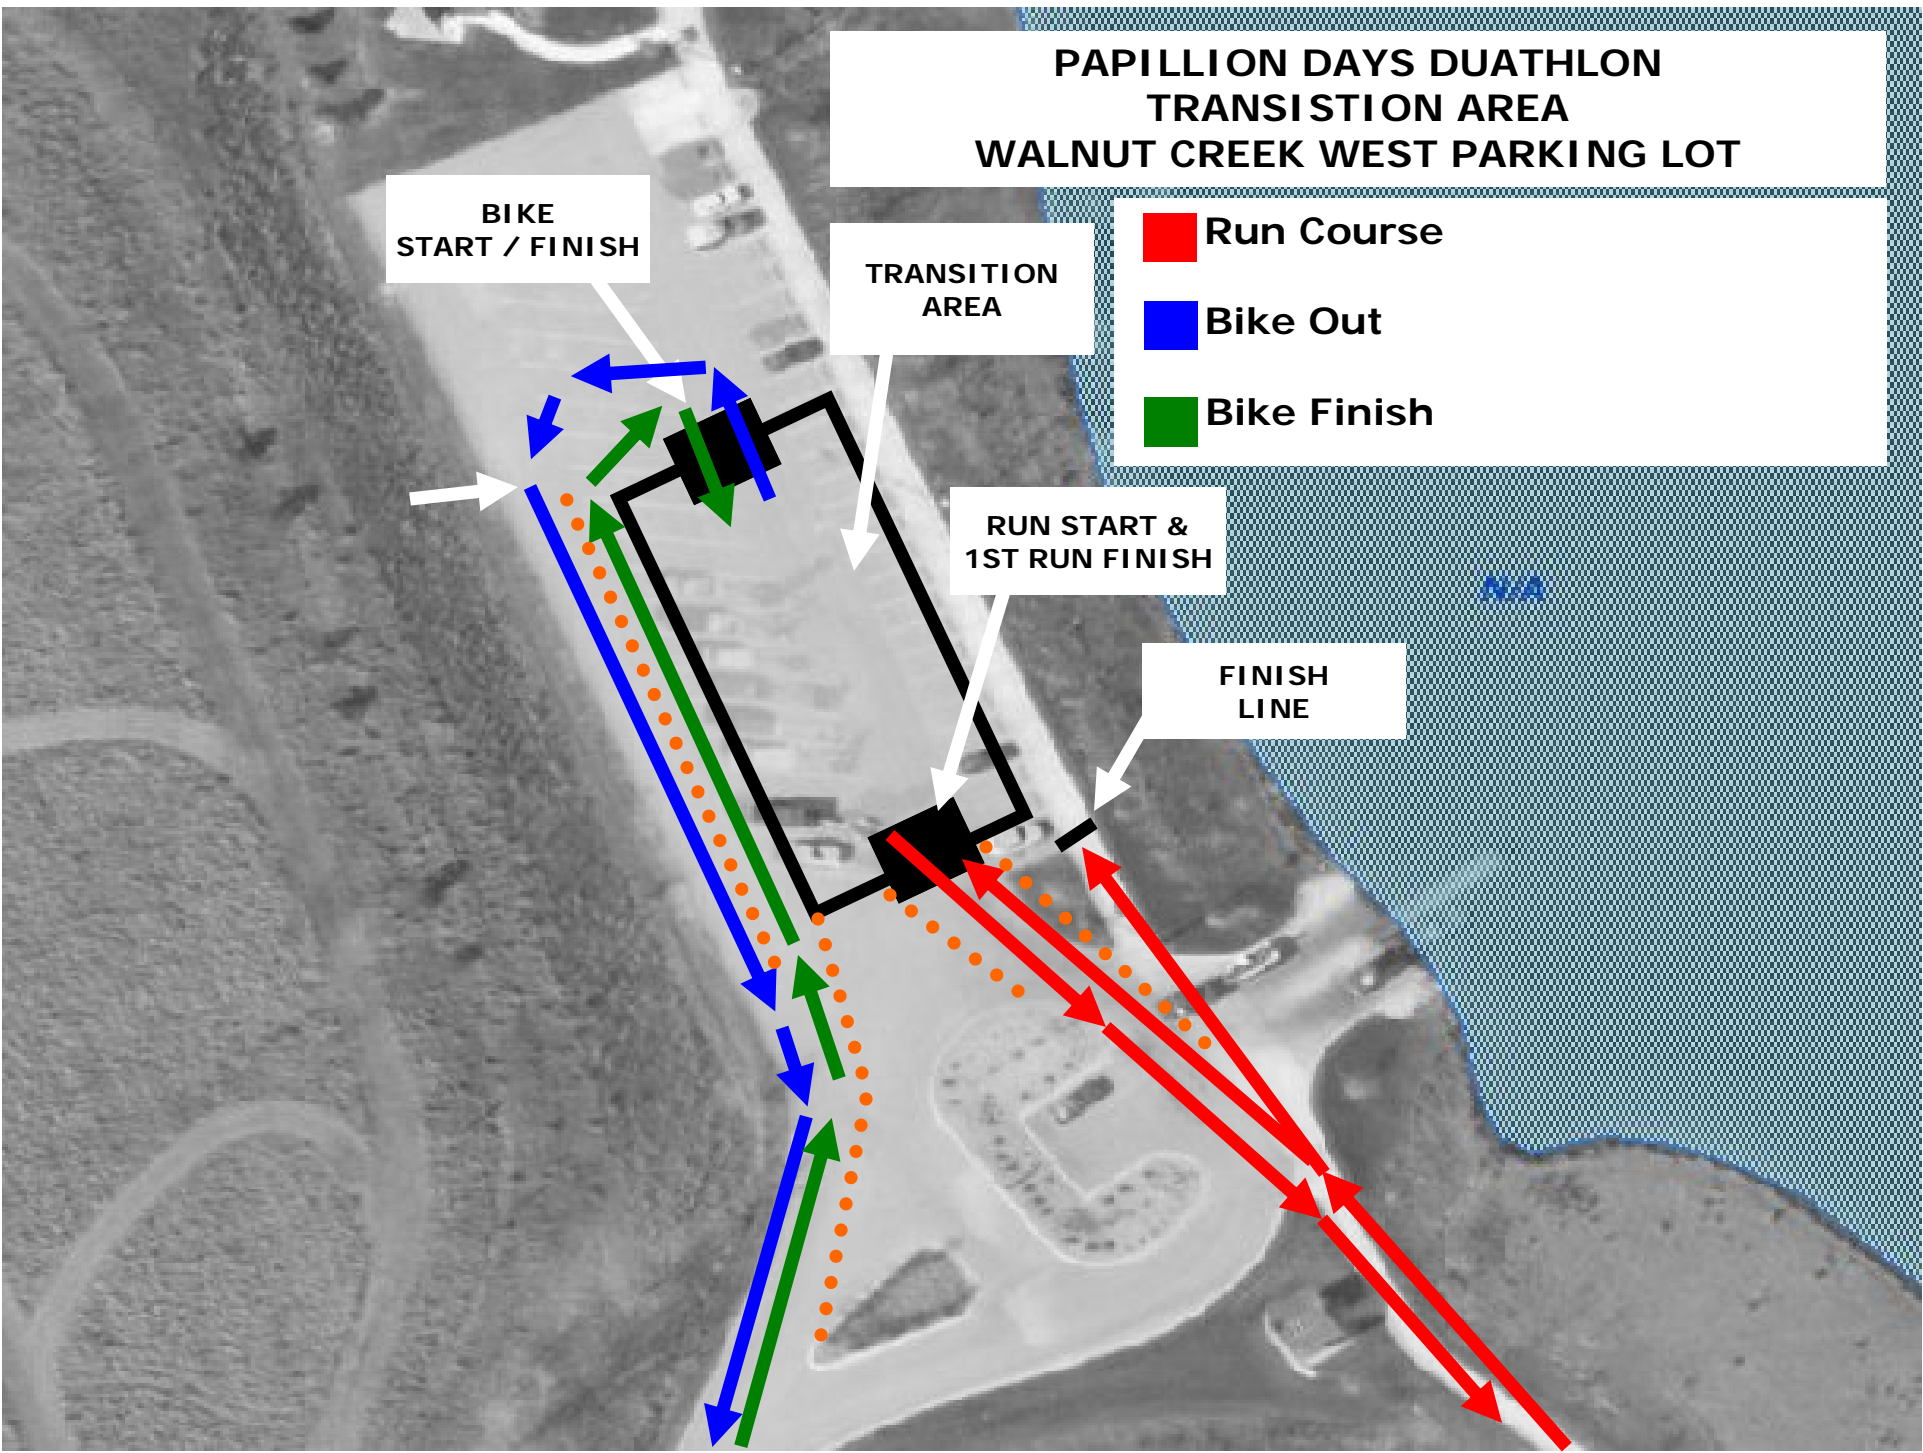 PAPILLION DAYS DUATHLON
TRANSISTION AREA
WALNUT CREEK WEST PARKING LOT
Run Course
Bike Out
Bike Finish
BIKE
START / FINISH
TRANSITION
AREA
RUN START &
1ST RUN FINISH
N/A
FINISH
LINE